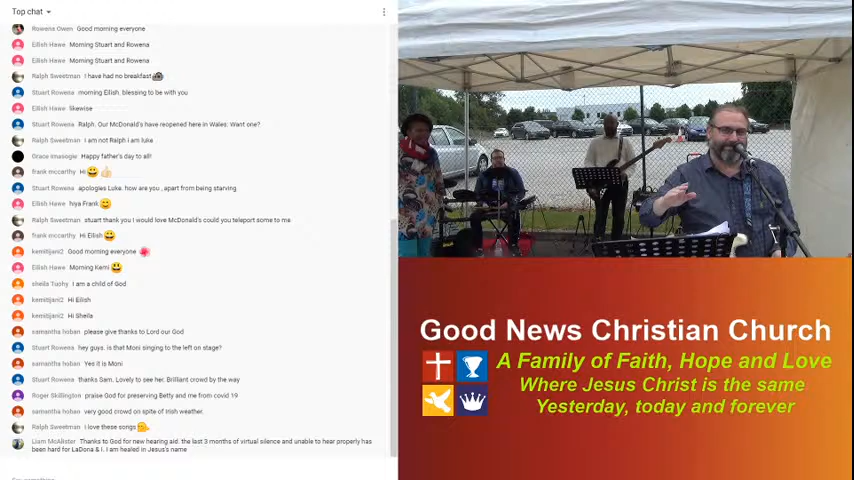 Top chat
Rowena Owen Good morning everyone
Eilish Hawe Morning Stuart and Rowena
Eilish Hawe Morning Stuart and Rowena
Ralph Sweetman I have had no breakfast
Stuart Rowena morning Eilish, blessing to be with you
Eilish Hawe likewise
Stuart Rowena Ralph. Our McDonald's have reopened here in Wales. Want one?
Ralph Sweetman I am not Ralph i am luke
Grace imasogie Happy father's day to all!
frank mccarthy Hi
Stuart Rowena apologies Luke. how are you , apart from being starving
Eilish Hawe hiya Frank
Ralph Sweetman stuart thank you I would love McDonald's could you teleport some to me
frank mccarthy Hi Eilish
kemitijani2 Good morning everyone
Eilish Hawe Morning Kemi
sheila Tuohy I am a child of God
kemitijani2 Hi Eilish
kemitijani2 Hi Sheila
samantha hoban please give thanks to Lord our God
Stuart Rowena hey guys. is that Moni singing to the left on stage?
samantha hoban Yes it is Moni
Stuart Rowena thanks Sam. Lovely to see her. Brilliant crowd by the way
Roger Skellington praise God for preserving Betty and me from covid 19
samantha hoban very good crowd on spite of Irish weather.
Ralph Sweetman I love these songs
Liam McAlister Thanks to God for new hearing aid. the last 3 months of virtual silence and unable to hear properly has
been hard for LaDona & I. I am healed in Jesus's name
Good News Christian Church
A Family of Faith, Hope and Love
Where Jesus Christ is the same
Yesterday, today and forever